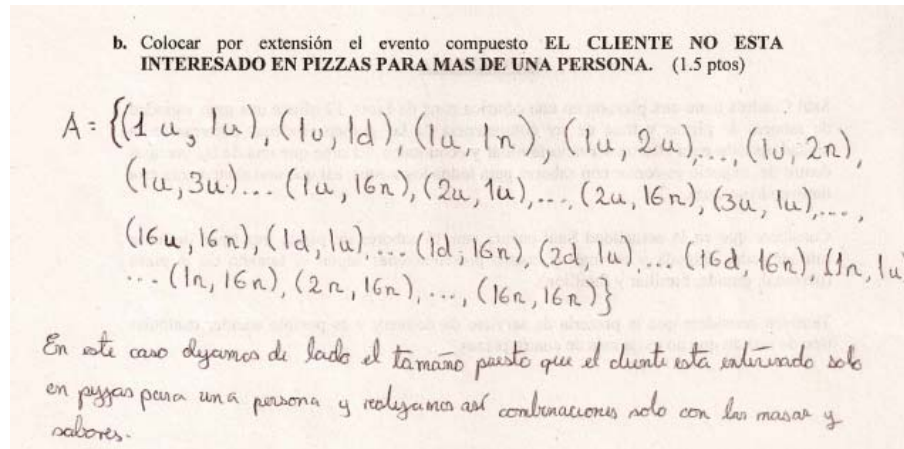 b. Colocar por extensión el evento compuesto EL CLIENTE NO ESTA
INTERESADO EN PIZZAS PARA MAS DE UNA PERSONA. (1.5 ptos)
A = {(1u, 1u, (1u, 1d), (1u, 1n), ... (1u, 2u, ..., (1u, 2n),
(1u, 3u)... (1u, 16n), (2u, 1u), ..., (2u, 16n), (3u, 1u), ...,
(16u, 16n), (1d, 1u) ... (1d, 16n), (2d, 1u) ... (16d, 16n), (1n, 1u
... (1n, 16n), (2n, 16n), ..., (16n, 16n)}
En este caso dejamos de lado el tamaño puesto que el cliente está interesado solo
en pizzas para una persona y realizamos así combinaciones solo con las masas y
sabores.